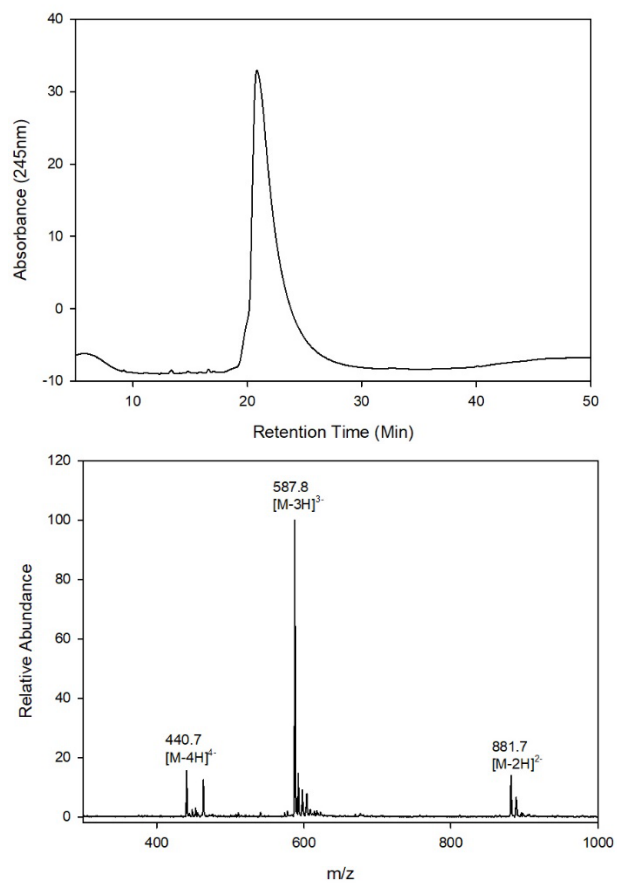 40
30
20
10
0
-10
Absorbance (245nm)
10 20 30 40 50
Retention Time (Min)
120
100
80
60
40
20
0
Relative Abundance
587.8
[M-3H]3-
440.7
[M-4H]4-
881.7
[M-2H]2-
400 600 800 1000
m/z